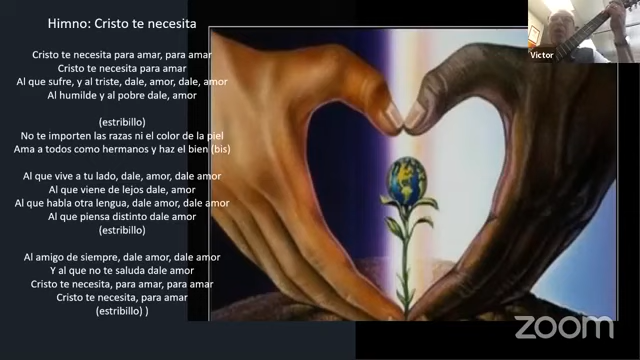 Himno: Cristo te necesita
Cristo te necesita para amar, para amar
Cristo te necesita para amar
Al que sufre, y al triste, dale, amor, dale, amor
Al humilde y al pobre dale, amor
(estribillo)
No te importen las razas ni el color de la piel
Ama a todos como hermanos y haz el bien (bis)
Al que vive a tu lado, dale, amor, dale amor
Al que viene de lejos dale, amor
Al que habla otra lengua, dale amor, dale amor
Al que piensa distinto dale amor
(estribillo)
Al amigo de siempre, dale amor, dale amor
Y al que no te saluda dale amor
Cristo te necesita, para amar, para amar
Cristo te necesita, para amar
(estribillo) )
Victor
zoom